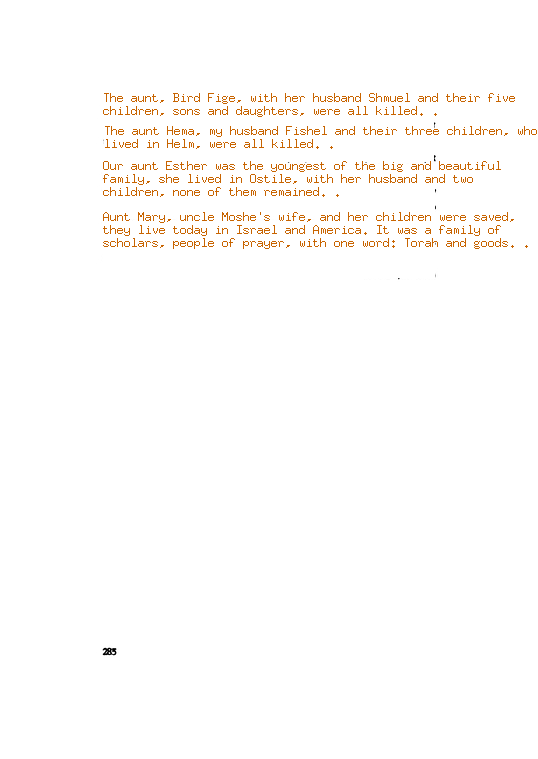 The aunt, Bird Fige, with her husband Shmuel and their five
children, sons and daughters, were all killed. .
The aunt Hema, my husband Fishel and their three children, who
lived in Helm, were all killed. .
Our aunt Esther was the youngest of the big and beautiful
family, she lived in Ostile, with her husband and two
children, none of them remained. .
Aunt Mary, uncle Moshe's wife, and her children were saved,
they live today in Israel and America. It was a family of
scholars, people of prayer, with one word: Torah and goods. .
285